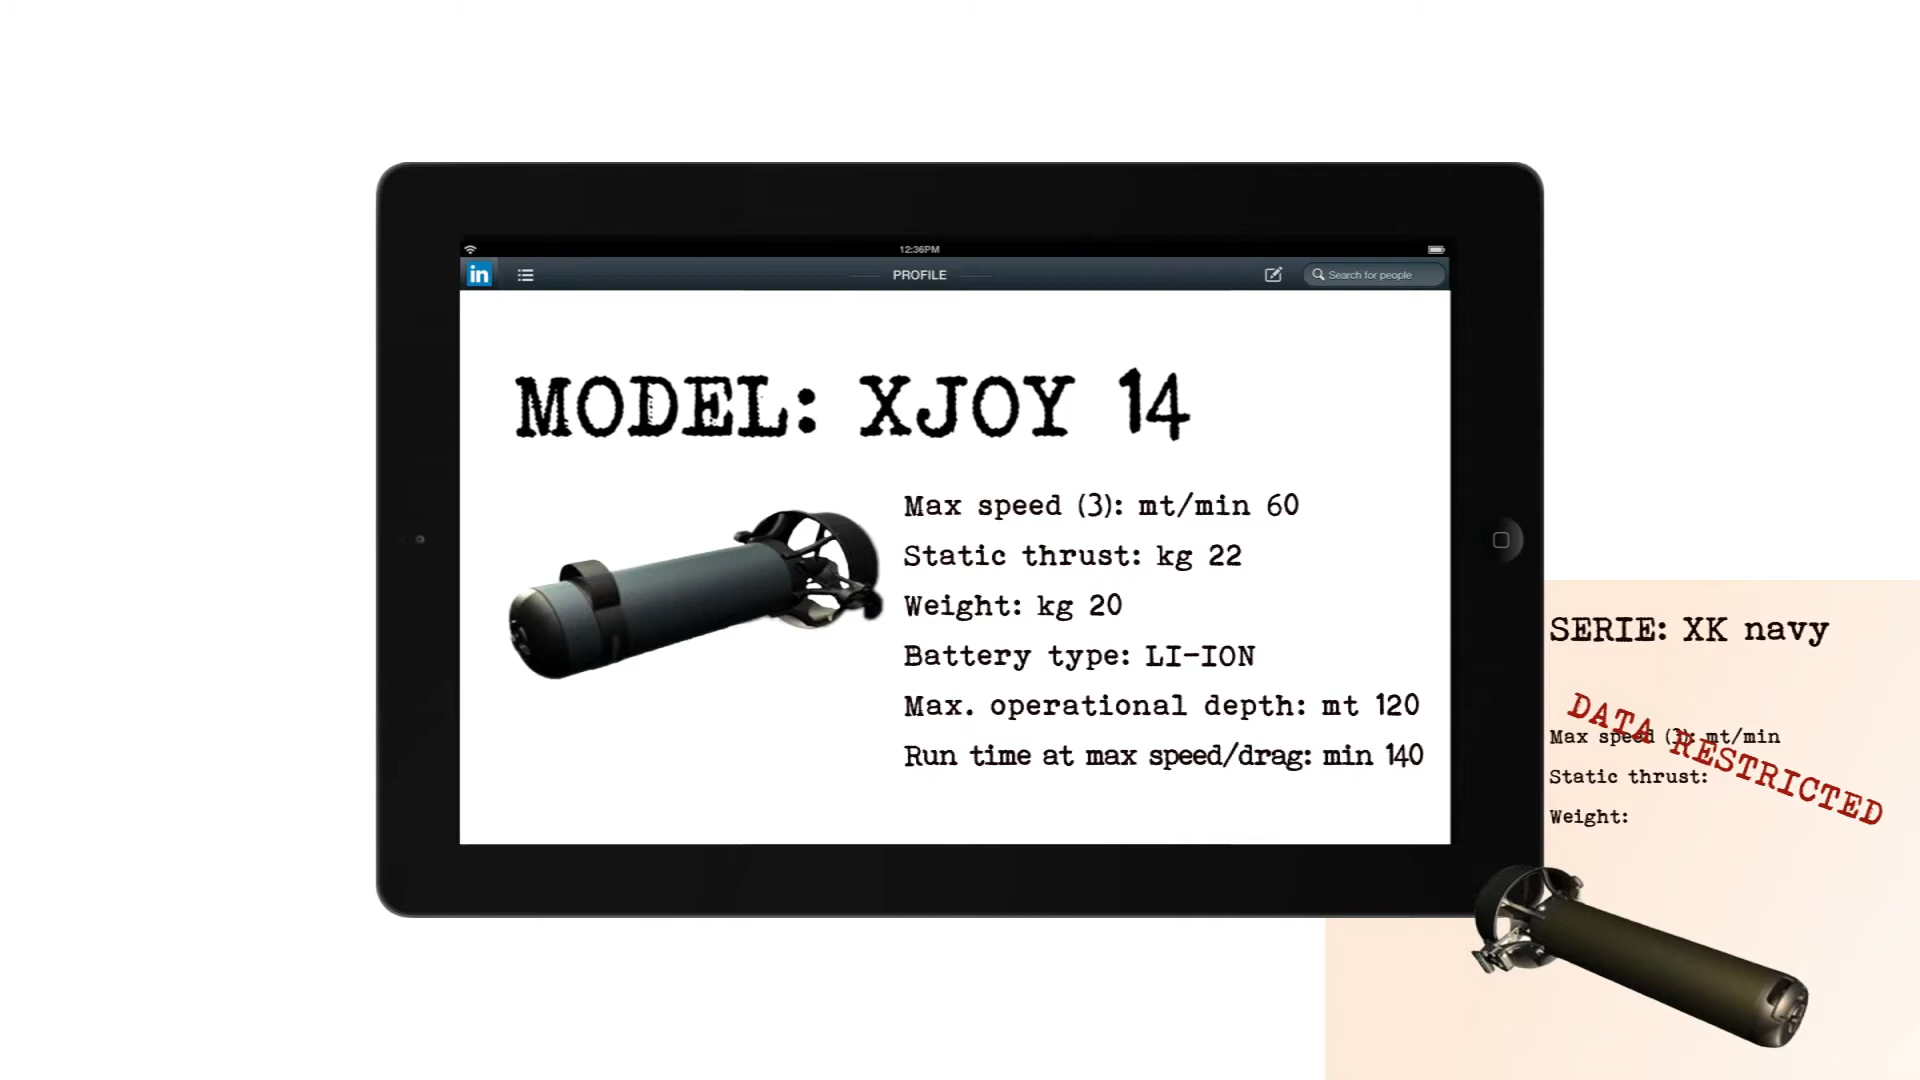 12:36PM
in
PROFILE
Search for people
MODEL: XJOY 14
Max speed (3): mt/min 60
Static thrust: kg 22
Weight: kg 20
Battery type: LI-ION
Max. operational depth: mt 120
Run time at max speed/drag: min 140
SERIE: XK navy
DATA RESTRICTED
Max speed (3): mt/min
Static thrust:
Weight: